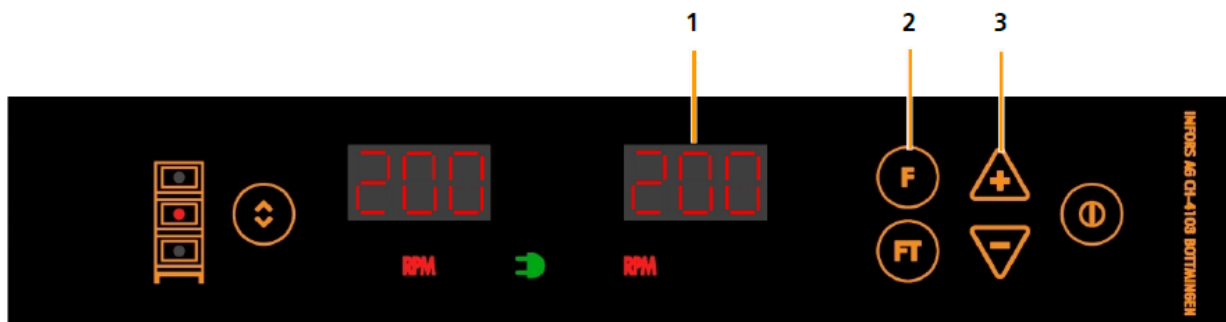 1 2 3
200 200 F +
FT −
RPM RPM
INFORS AG CH-4103 BOTTMINGEN